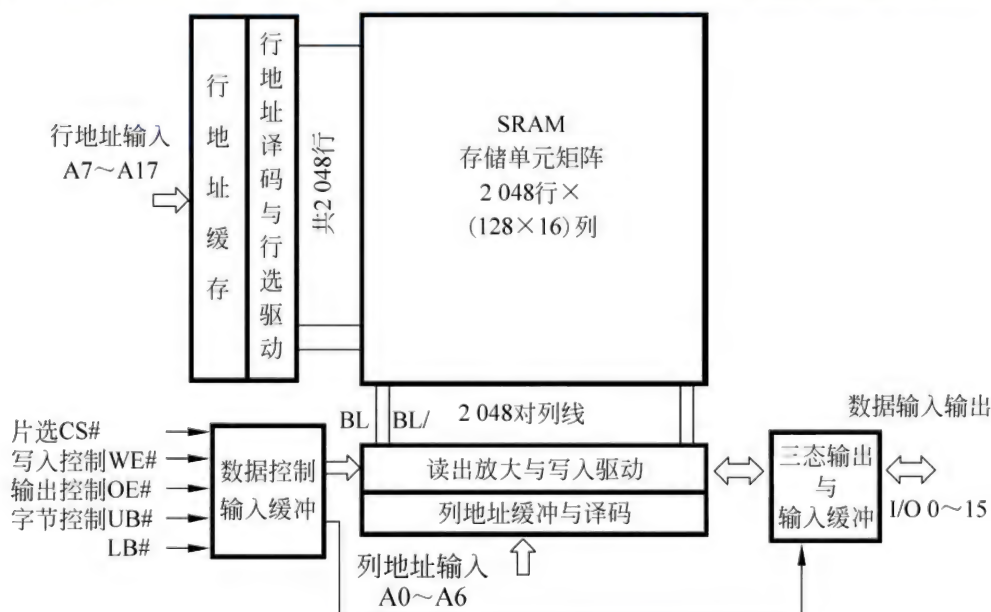 行地址输入
A7～A17
行地址缓存
行地址译码与行选驱动
共2 048行
SRAM
存储单元矩阵
2 048行×
(128×16)列
BL
BL/
2 048对列线
数据输入输出
片选CS#
写入控制WE#
输出控制OE#
字节控制UB#
LB#
数据控制
输入缓冲
读出放大与写入驱动
列地址缓冲与译码
三态输出
与
输入缓冲
I/O 0～15
列地址输入
A0～A6